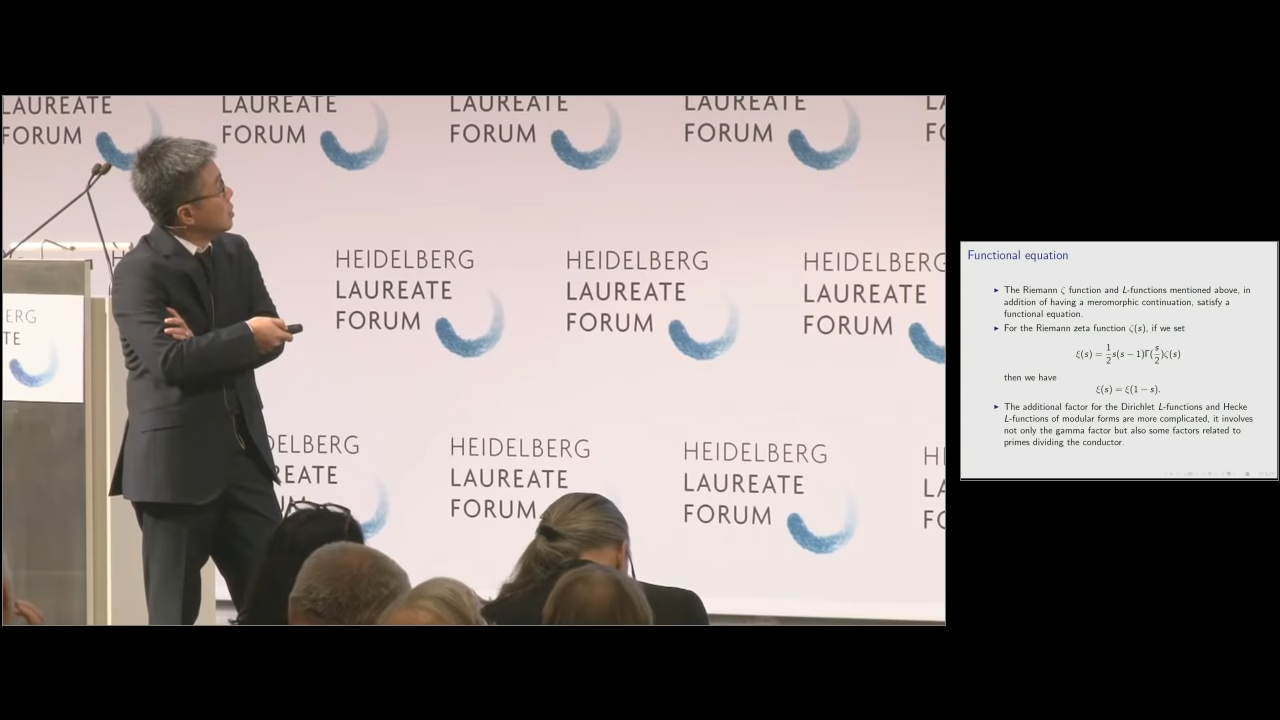 LAUREATE LAUREATE LAUREATE LAUREATE
FORUM FORUM FORUM FORUM
HEIDELBERG HEIDELBERG HEIDELBERG
LAUREATE LAUREATE LAUREATE
FORUM FORUM FORUM
ERG
TE
DELBERG HEIDELBERG HEIDELBERG
REATE LAUREATE LAUREATE
FORUM FORUM
Functional equation
The Riemann ζ function and L-functions mentioned above, in
addition of having a meromorphic continuation, satisfy a
functional equation.
For the Riemann zeta function ζ(s), if we set
ξ(s) = 1/2 s(s − 1)Γ(s/2)ζ(s)
then we have
ξ(s) = ξ(1 − s).
The additional factor for the Dirichlet L-functions and Hecke
L-functions of modular forms are more complicated, it involves
not only the gamma factor but also some factors related to
primes dividing the conductor.